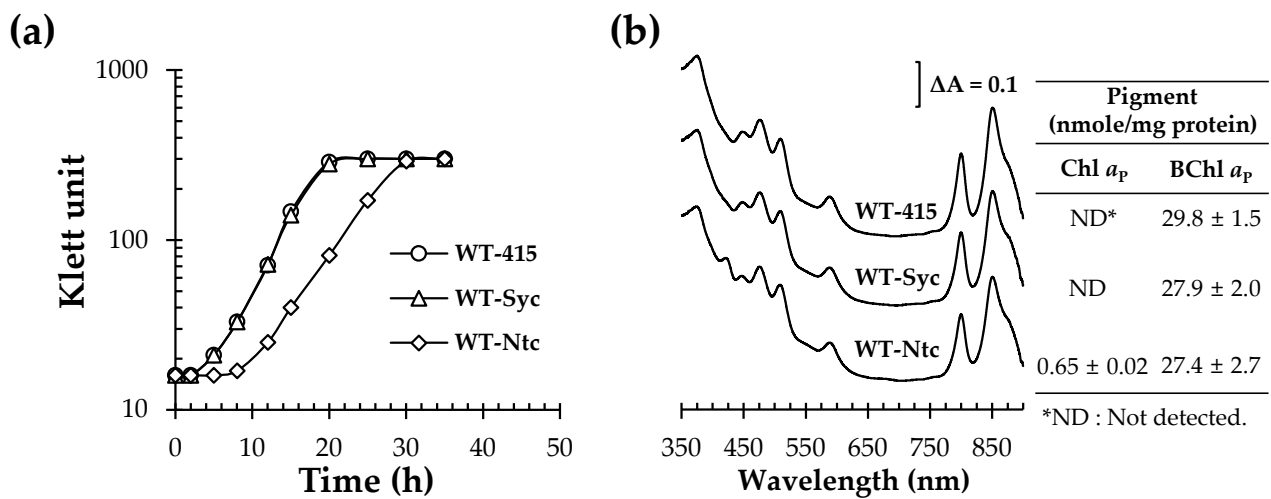 (a)
1000
100
10
Klett unit
0 10 20 30 40 50
Time (h)
WT-415
WT-Syc
WT-Ntc
(b)
ΔA = 0.1
WT-415
WT-Syc
WT-Ntc
350 450 550 650 750 850
Wavelength (nm)
Pigment
(nmole/mg protein)
Chl aP BChl aP
ND* 29.8 ± 1.5
ND 27.9 ± 2.0
0.65 ± 0.02 27.4 ± 2.7
*ND : Not detected.